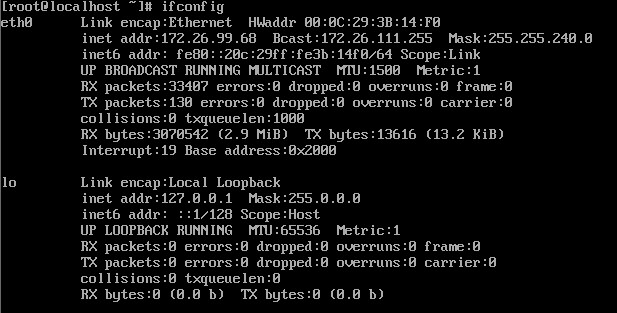 [root@localhost ~]# ifconfig
eth0 Link encap:Ethernet HWaddr 00:0C:29:3B:14:F0
inet addr:172.26.99.68 Bcast:172.26.111.255 Mask:255.255.240.0
inet6 addr: fe80::20c:29ff:fe3b:14f0/64 Scope:Link
UP BROADCAST RUNNING MULTICAST MTU:1500 Metric:1
RX packets:33407 errors:0 dropped:0 overruns:0 frame:0
TX packets:130 errors:0 dropped:0 overruns:0 carrier:0
collisions:0 txqueuelen:1000
RX bytes:3070542 (2.9 MiB) TX bytes:13616 (13.2 KiB)
Interrupt:19 Base address:0x2000
lo Link encap:Local Loopback
inet addr:127.0.0.1 Mask:255.0.0.0
inet6 addr: ::1/128 Scope:Host
UP LOOPBACK RUNNING MTU:65536 Metric:1
RX packets:0 errors:0 dropped:0 overruns:0 frame:0
TX packets:0 errors:0 dropped:0 overruns:0 carrier:0
collisions:0 txqueuelen:0
RX bytes:0 (0.0 b) TX bytes:0 (0.0 b)